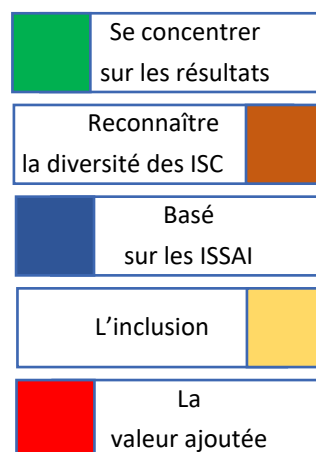 Se concentrer
sur les résultats
Reconnaître
la diversité des ISC
Basé
sur les ISSAI
L'inclusion
La
valeur ajoutée